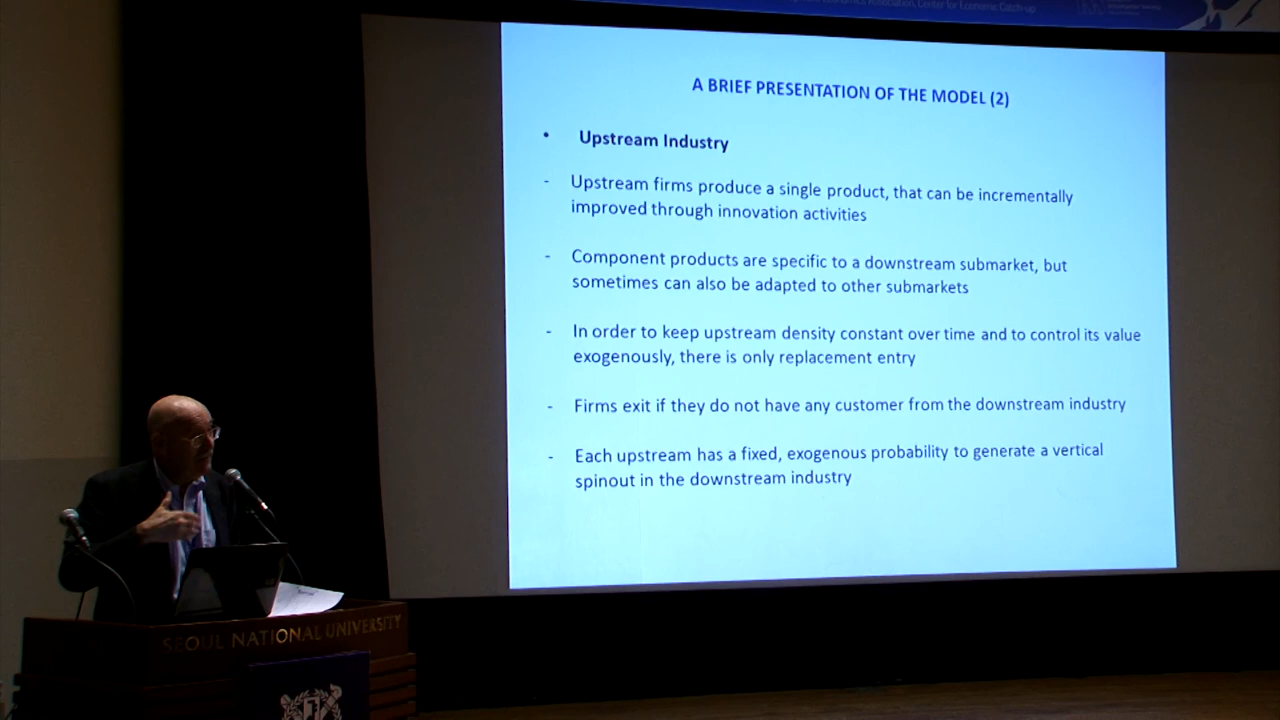 Economics Association, Center for Economic Catch-up
A BRIEF PRESENTATION OF THE MODEL (2)
• Upstream Industry
- Upstream firms produce a single product, that can be incrementally
improved through innovation activities
- Component products are specific to a downstream submarket, but
sometimes can also be adapted to other submarkets
- In order to keep upstream density constant over time and to control its value
exogenously, there is only replacement entry
- Firms exit if they do not have any customer from the downstream industry
- Each upstream has a fixed, exogenous probability to generate a vertical
spinout in the downstream industry
SEOUL NATIONAL UNIVERSITY